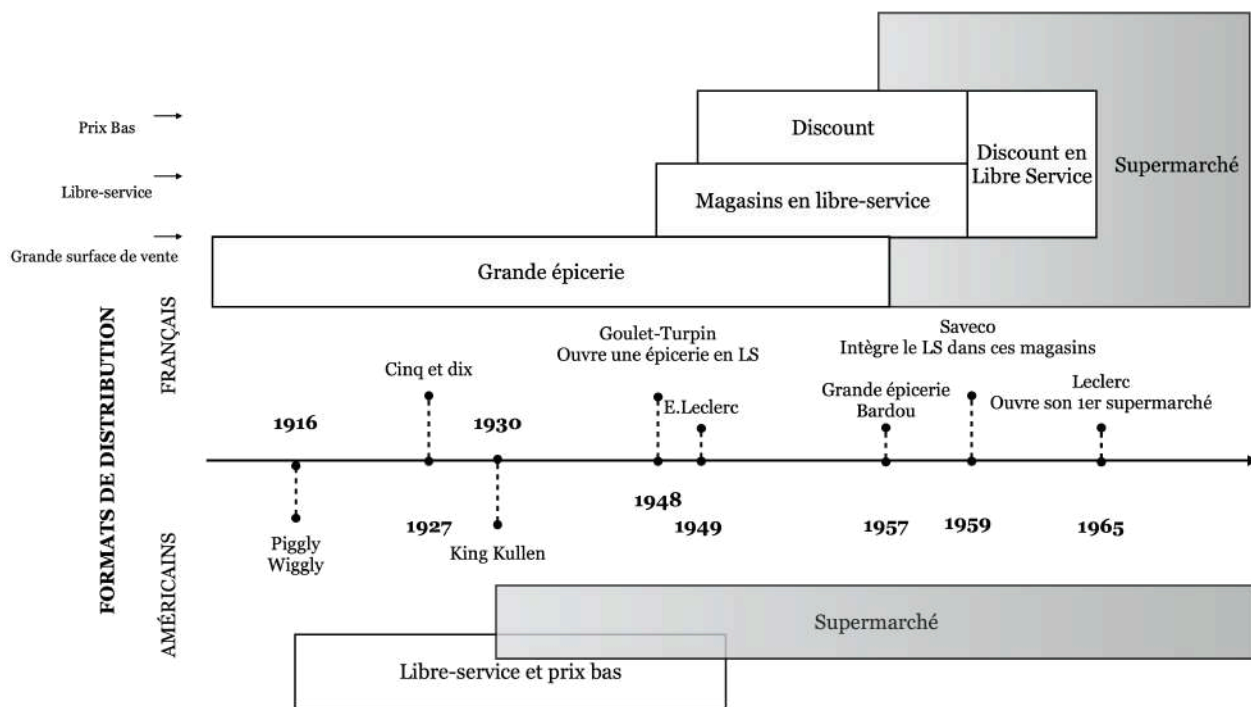 Prix Bas
Libre-service
Grande surface de vente
Discount
Discount en
Libre Service
Supermarché
Magasins en libre-service
Grande épicerie
FORMATS DE DISTRIBUTION
FRANÇAIS
AMÉRICAINS
Goulet-Turpin
Ouvre une épicerie en LS
Saveco
Intègre le LS dans ces magasins
Cinq et dix
E.Leclerc
Grande épicerie
Bardou
Leclerc
Ouvre son 1er supermarché
1916
1930
1927
1948
1949
1957
1959
1965
Piggly
Wiggly
King Kullen
Supermarché
Libre-service et prix bas